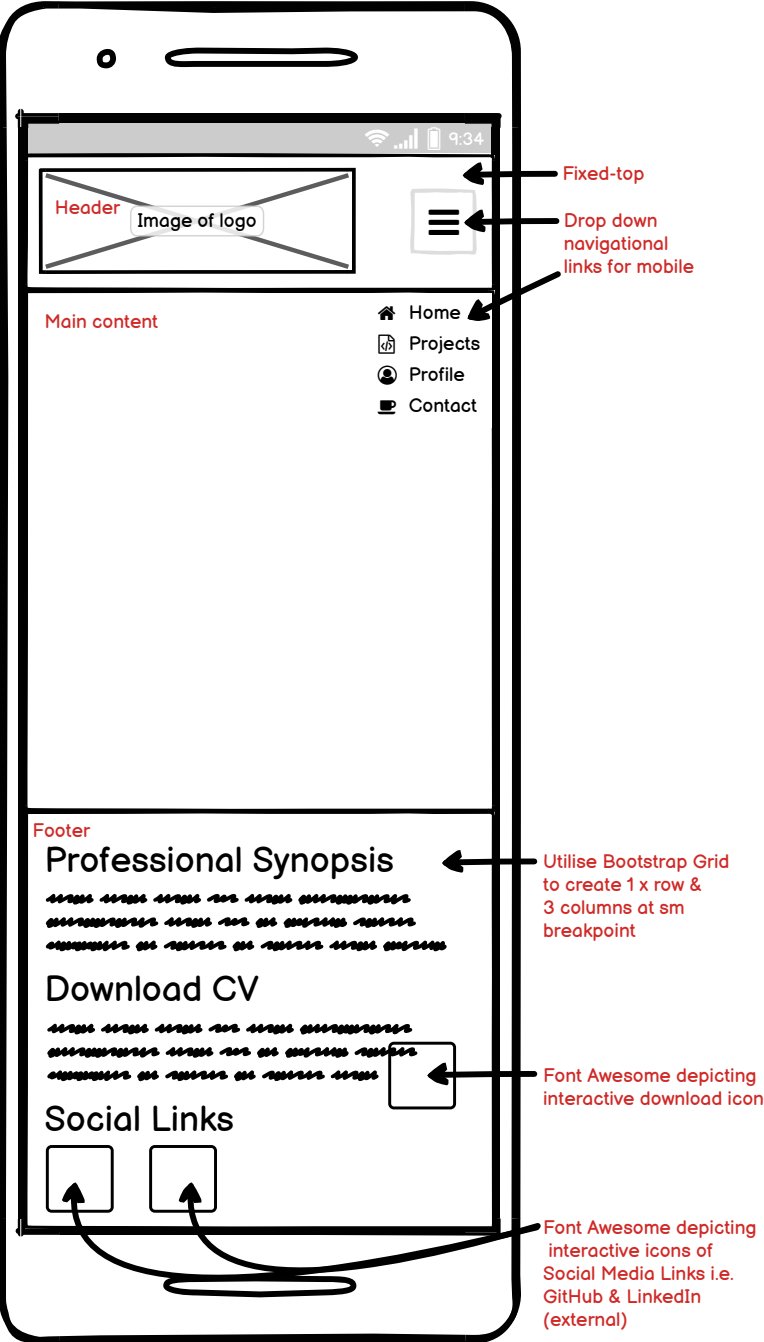 9:34
Fixed-top
Header
Image of logo
Drop down
navigational
links for mobile
Main content
Home
Projects
Profile
Contact
Footer
Professional Synopsis
Utilise Bootstrap Grid
to create 1 x row &
3 columns at sm
breakpoint
Download CV
Font Awesome depicting
interactive download icon
Social Links
Font Awesome depicting
interactive icons of
Social Media Links i.e.
GitHub & LinkedIn
(external)